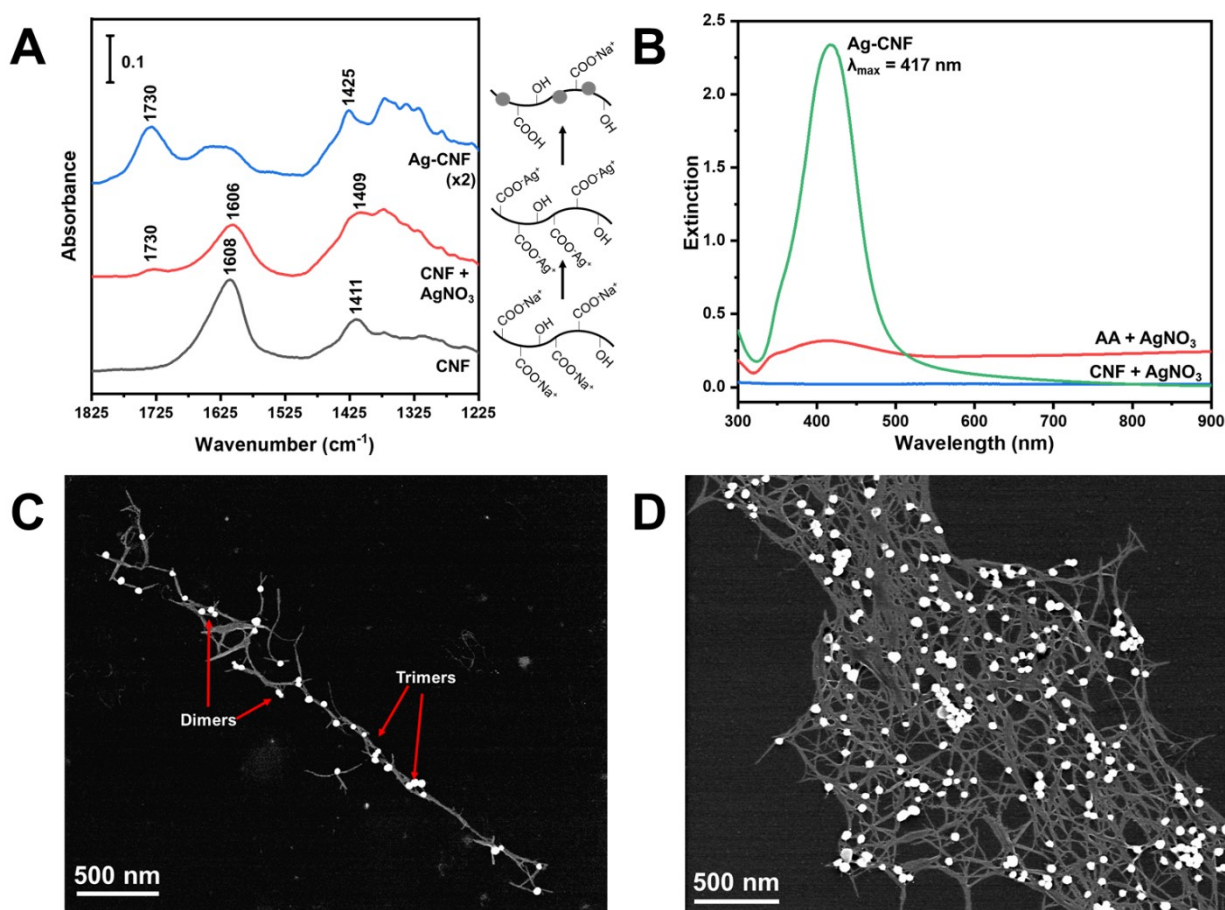 A
0.1
1730
1425
Ag-CNF
(x2)
1730
1606
1409
CNF +
AgNO₃
1608
1411
CNF
Absorbance
1825
1725
1625
1525
1425
1325
1225
Wavenumber (cm⁻¹)
COO⁻Na⁺
OH
COOH
OH
COO⁻Ag⁺
COO⁻Ag⁺
OH
COO⁻Ag⁺
COO⁻Ag⁺
OH
COO⁻Na⁺
COO⁻Na⁺
OH
COO⁻Na⁺
COO⁻Na⁺
OH
B
Ag-CNF
λmax = 417 nm
AA + AgNO₃
CNF + AgNO₃
Extinction
2.5
2.0
1.5
1.0
0.5
0.0
300
400
500
600
700
800
900
Wavelength (nm)
C
Dimers
Trimers
500 nm
D
500 nm